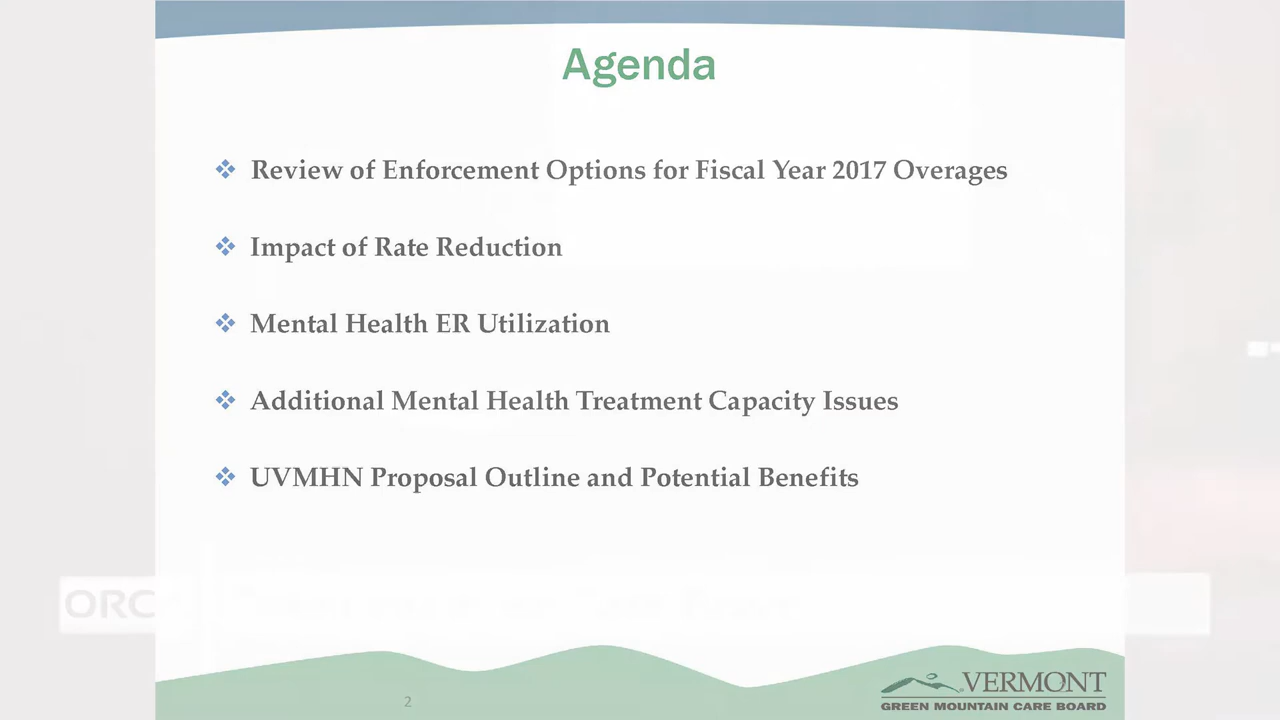 Agenda
Review of Enforcement Options for Fiscal Year 2017 Overages
Impact of Rate Reduction
Mental Health ER Utilization
Additional Mental Health Treatment Capacity Issues
UVMHN Proposal Outline and Potential Benefits
ORC
2
VERMONT
GREEN MOUNTAIN CARE BOARD